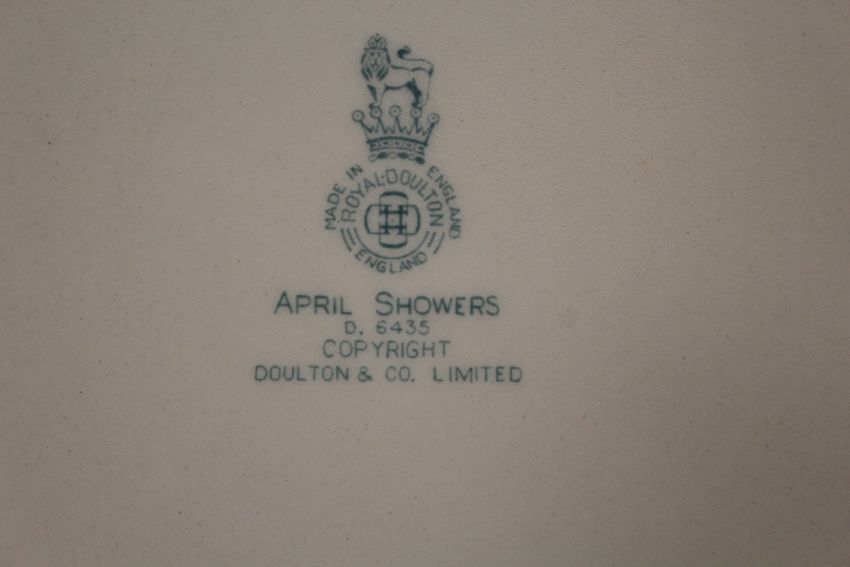 MADE IN ENGLAND
ROYAL·DOULTON
ENGLAND
APRIL SHOWERS
D. 6435
COPYRIGHT
DOULTON & CO. LIMITED